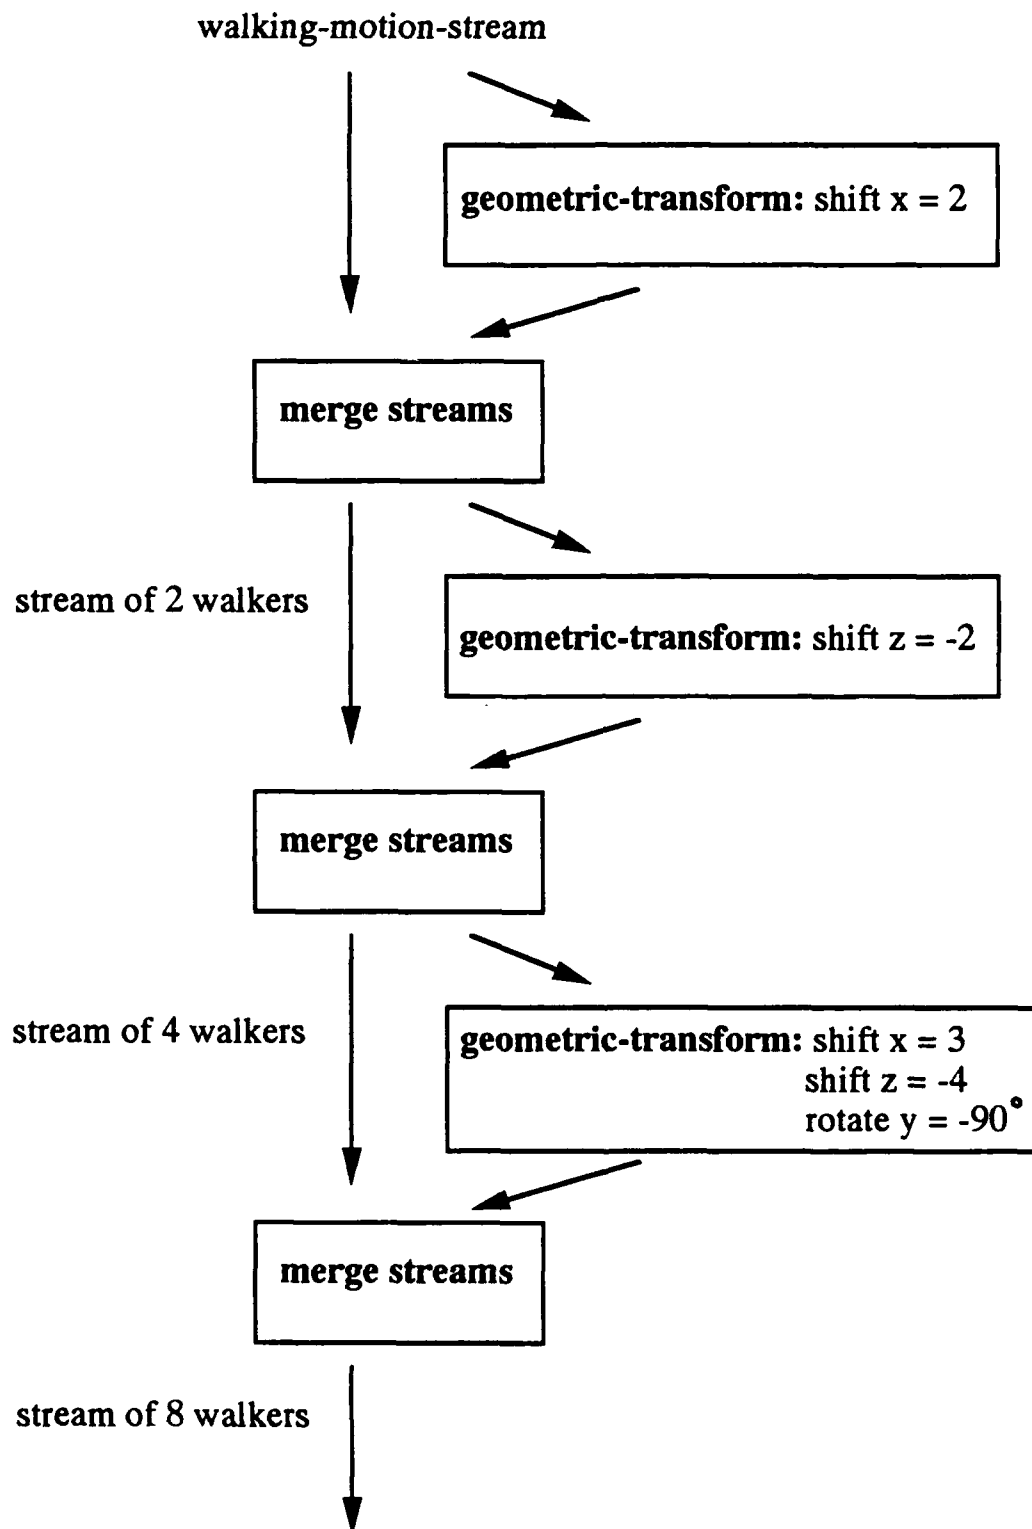 walking-motion-stream
geometric-transform: shift x = 2
merge streams
stream of 2 walkers
geometric-transform: shift z = -2
merge streams
stream of 4 walkers
geometric-transform: shift x = 3
shift z = -4
rotate y = -90°
merge streams
stream of 8 walkers